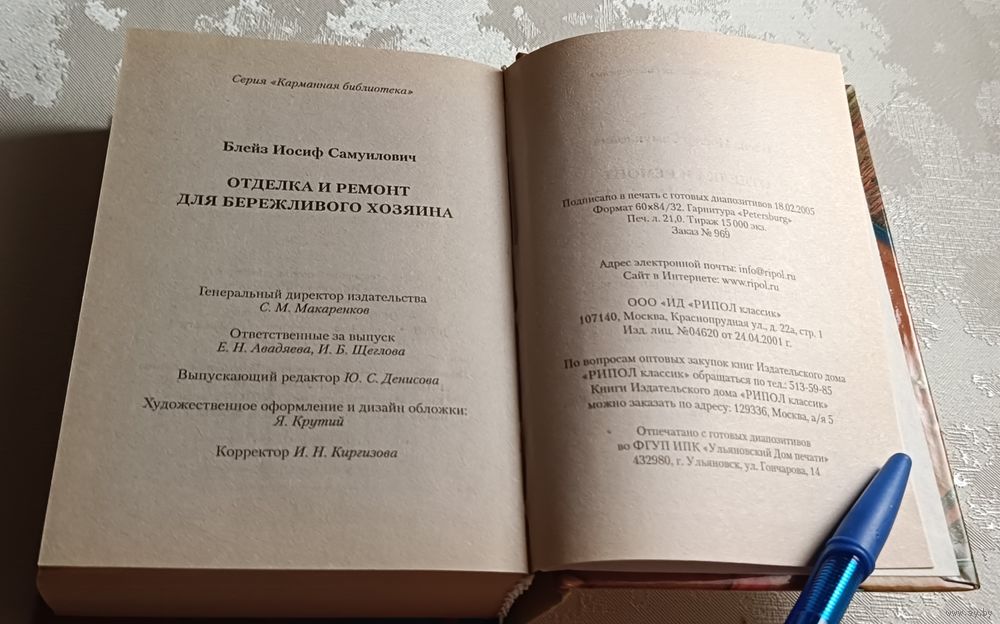 Серия «Карманная библиотека»
Блейз Иосиф Самуилович
ОТДЕЛКА И РЕМОНТ
ДЛЯ БЕРЕЖЛИВОГО ХОЗЯИНА
Генеральный директор издательства
С. М. Макаренков
Ответственные за выпуск
Е. Н. Авадяева, И. Б. Щеглова
Выпускающий редактор Ю. С. Денисова
Художественное оформление и дизайн обложки:
Я. Крутий
Корректор И. Н. Киргизова
Подписано в печать с готовых диапозитивов 18.02.2005
Формат 60х84/32. Гарнитура «Petersburg»
Печ. л. 21,0. Тираж 15 000 экз.
Заказ № 969
Адрес электронной почты: info@ripol.ru
Сайт в Интернете: www.ripol.ru
ООО «ИД «РИПОЛ классик»
107140, Москва, Краснопрудная ул., д. 22а, стр. 1
Изд. лиц. №04620 от 24.04.2001 г.
По вопросам оптовых закупок книг Издательского дома
«РИПОЛ классик» обращаться по тел.: 513-59-85
Книги Издательского дома «РИПОЛ классик»
можно заказать по адресу: 129336, Москва, а/я 5
Отпечатано с готовых диапозитивов
во ФГУП ИПК «Ульяновский Дом печати»
432980, г. Ульяновск, ул. Гончарова, 14
www.ay.by